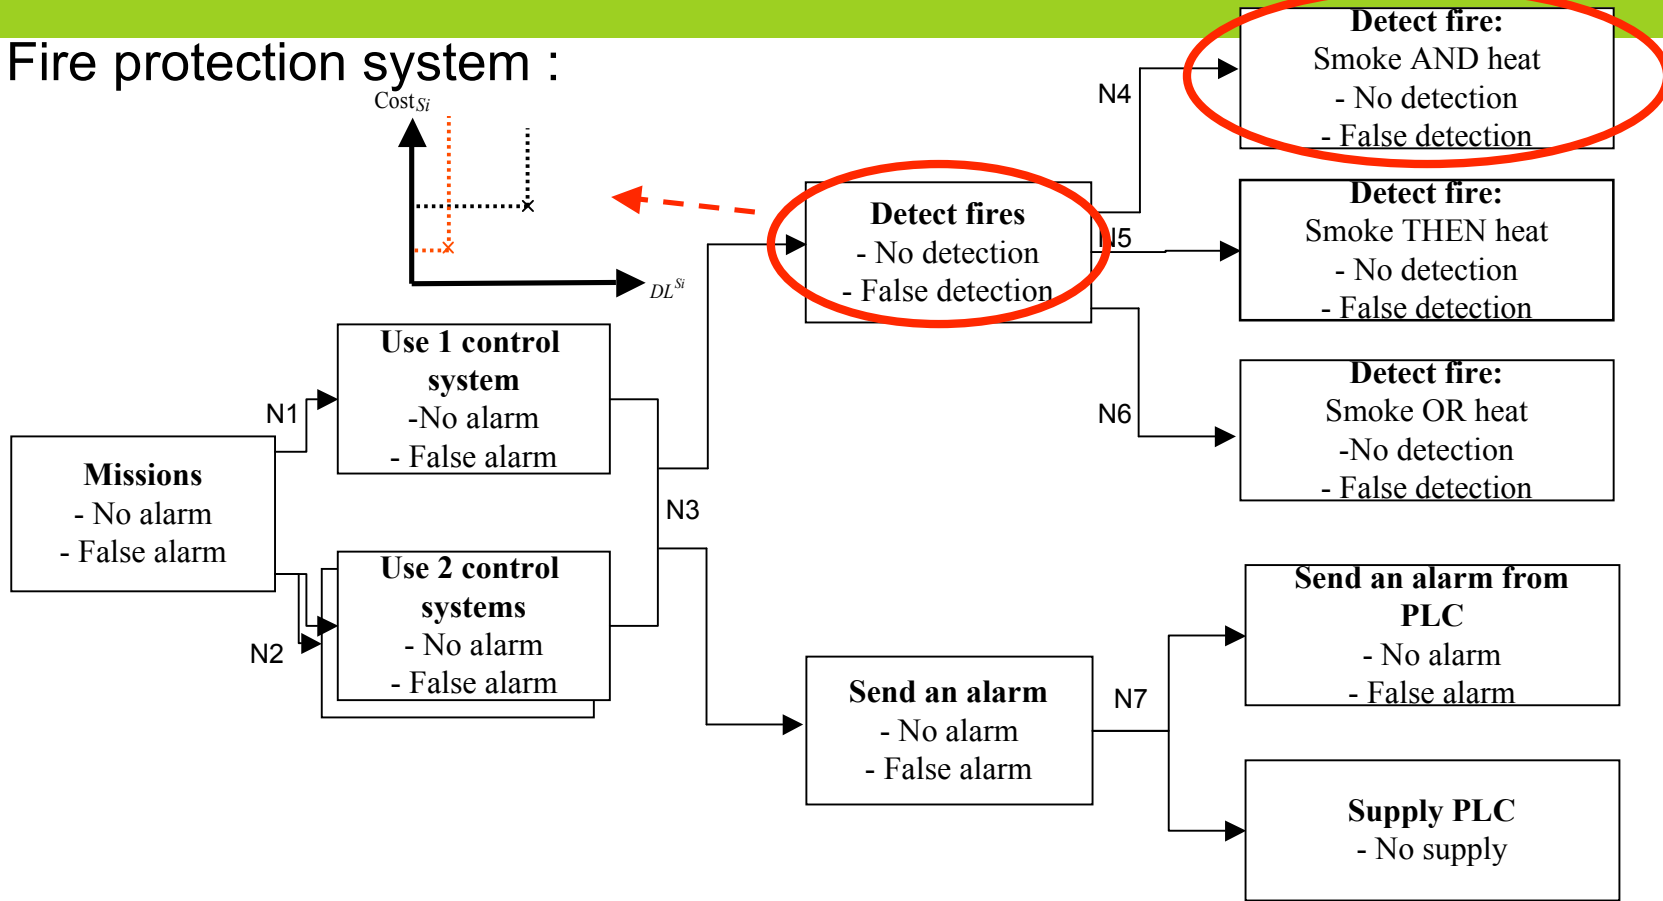 Fire protection system :
Cost Si
DL Si
Detect fire:
Smoke AND heat
- No detection
- False detection
N4
Detect fires
- No detection
- False detection
N5
Detect fire:
Smoke THEN heat
- No detection
- False detection
N6
Detect fire:
Smoke OR heat
-No detection
- False detection
Use 1 control
system
-No alarm
- False alarm
N1
Missions
- No alarm
- False alarm
N3
Use 2 control
systems
- No alarm
- False alarm
N2
Send an alarm
- No alarm
- False alarm
N7
Send an alarm from
PLC
- No alarm
- False alarm
Supply PLC
- No supply